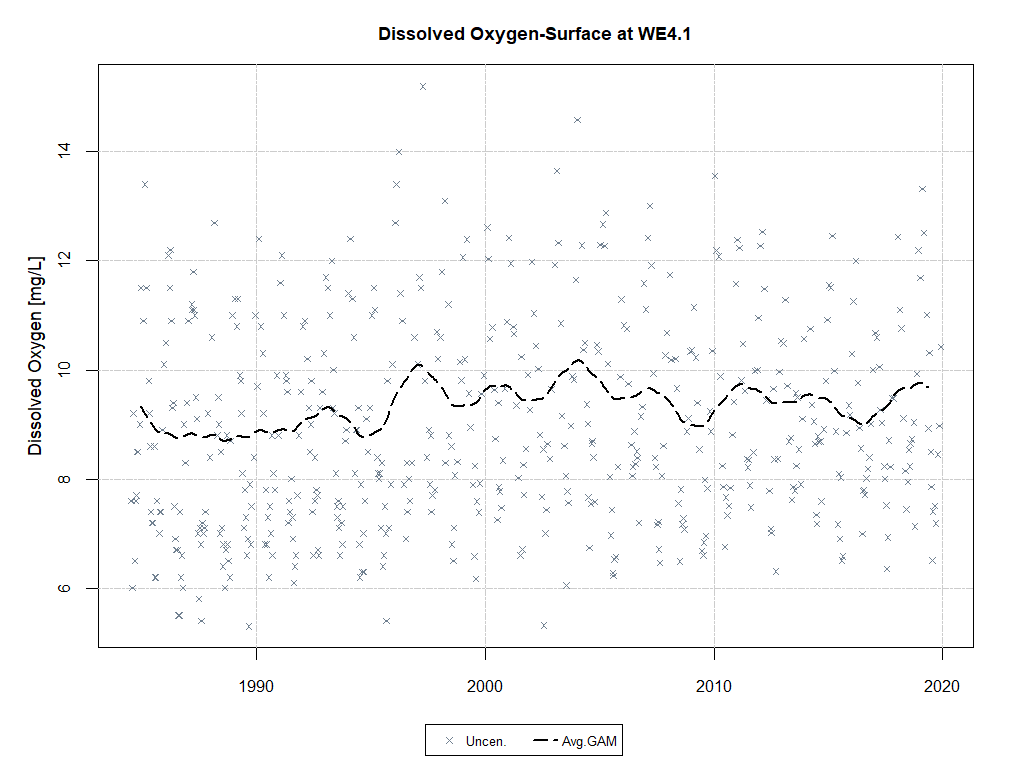 Dissolved Oxygen-Surface at WE4.1
Dissolved Oxygen [mg/L]
14
12
10
8
6
1990 2000 2010 2020
Uncen. Avg.GAM